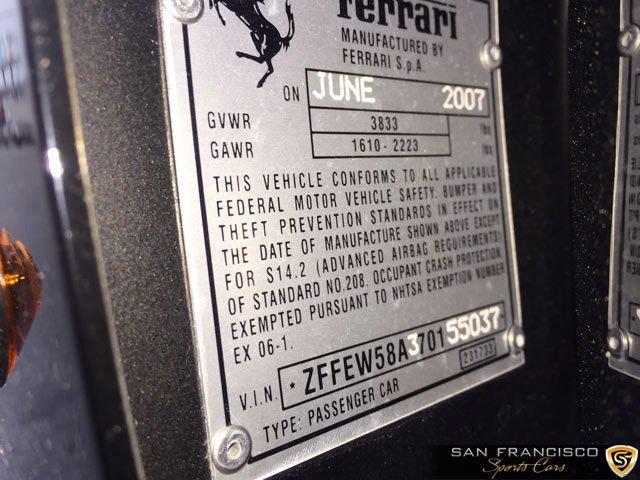 Ferrari
MANUFACTURED BY
FERRARI S.p.A.
ON JUNE 2007
GVWR 3833 lbs
GAWR 1610 - 2223 lbs
THIS VEHICLE CONFORMS TO ALL APPLICABLE
FEDERAL MOTOR VEHICLE SAFETY, BUMPER AND
THEFT PREVENTION STANDARDS IN EFFECT ON
THE DATE OF MANUFACTURE SHOWN ABOVE EXCEPT
FOR S14.2 (ADVANCED AIRBAG REQUIREMENTS)
OF STANDARD NO.208. OCCUPANT CRASH PROTECTION
EXEMPTED PURSUANT TO NHTSA EXEMPTION NUMBER
EX 06-1.
V.I.N. * ZFFEW58A370155037
231733
TYPE: PASSENGER CAR
SAN FRANCISCO
Sports Cars